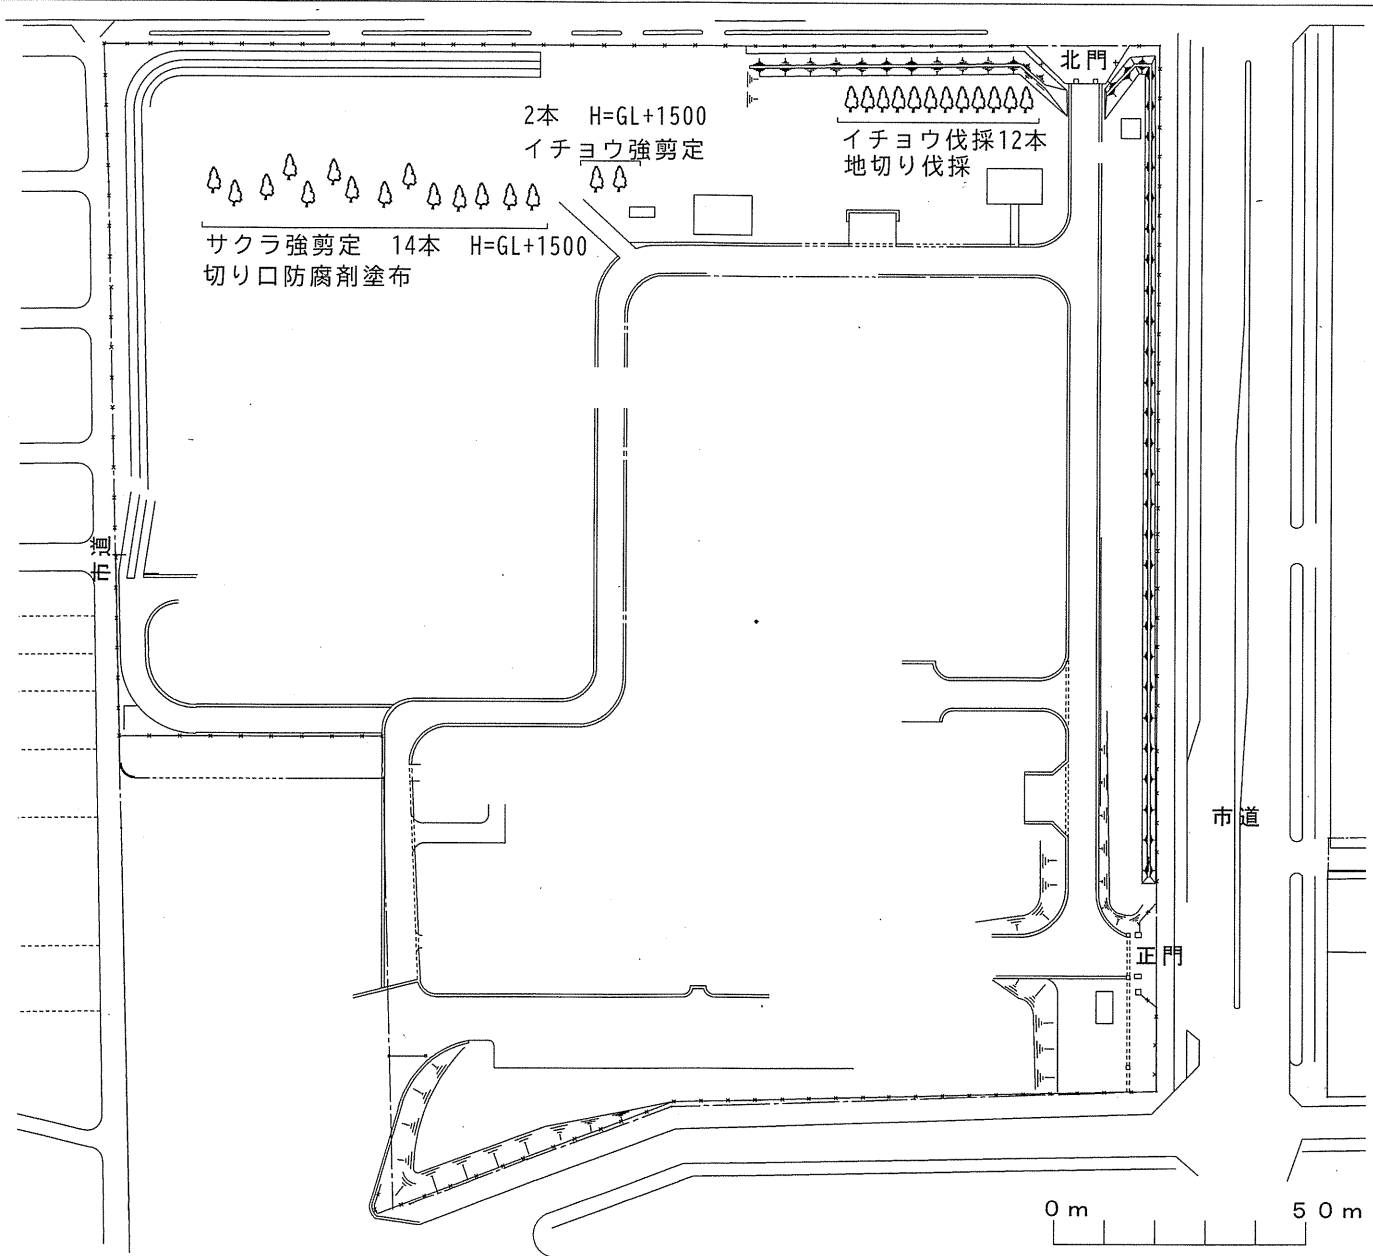 北門
2本 H=GL+1500
イチョウ強剪定
イチョウ伐採12本
地切り伐採
サクラ強剪定 14本 H=GL+1500
切り口防腐剤塗布
市道
市道
正門
0m 50m